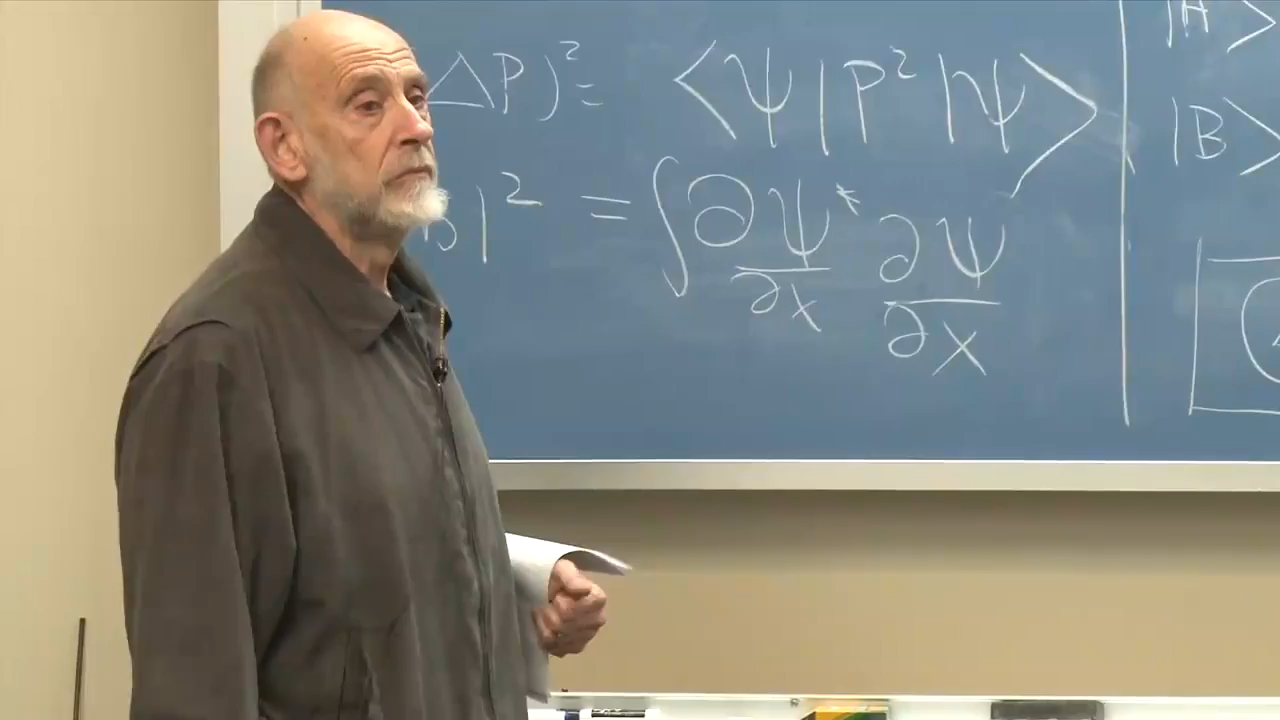 ΔP)² = <ψ|P²|ψ>
|² = ∫ ∂ψ*/∂x ∂ψ/∂x
|A>
|B>